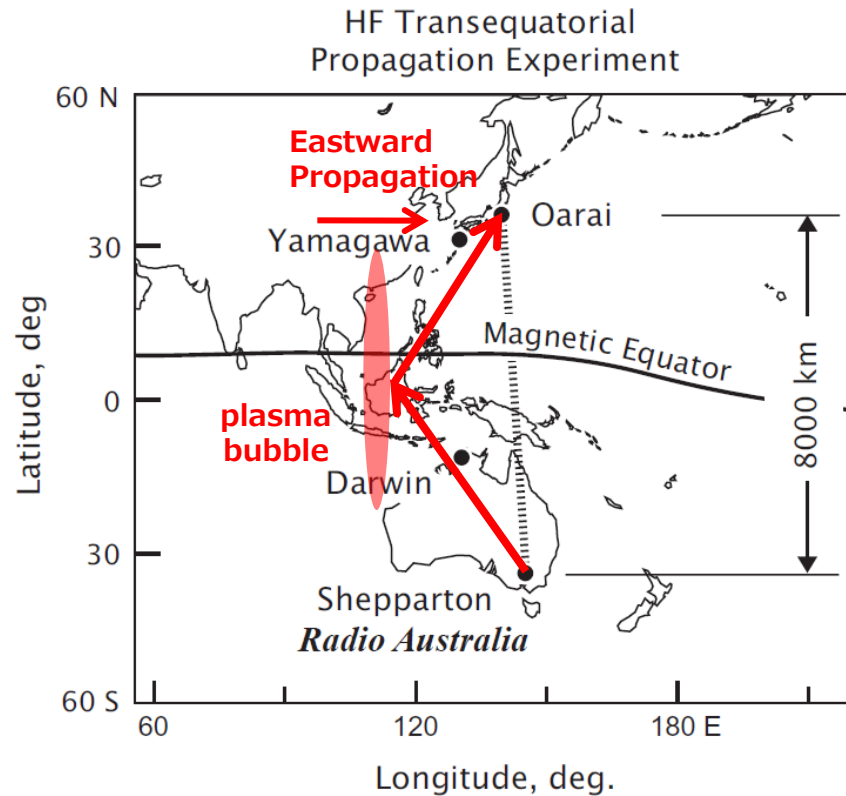 HF Transequatorial
Propagation Experiment
60 N
Eastward
Propagation
Oarai
Yamagawa
30
Magnetic Equator
Latitude, deg
0
8000 km
plasma
bubble
Darwin
30
Shepparton
Radio Australia
60 S
60
120
180 E
Longitude, deg.